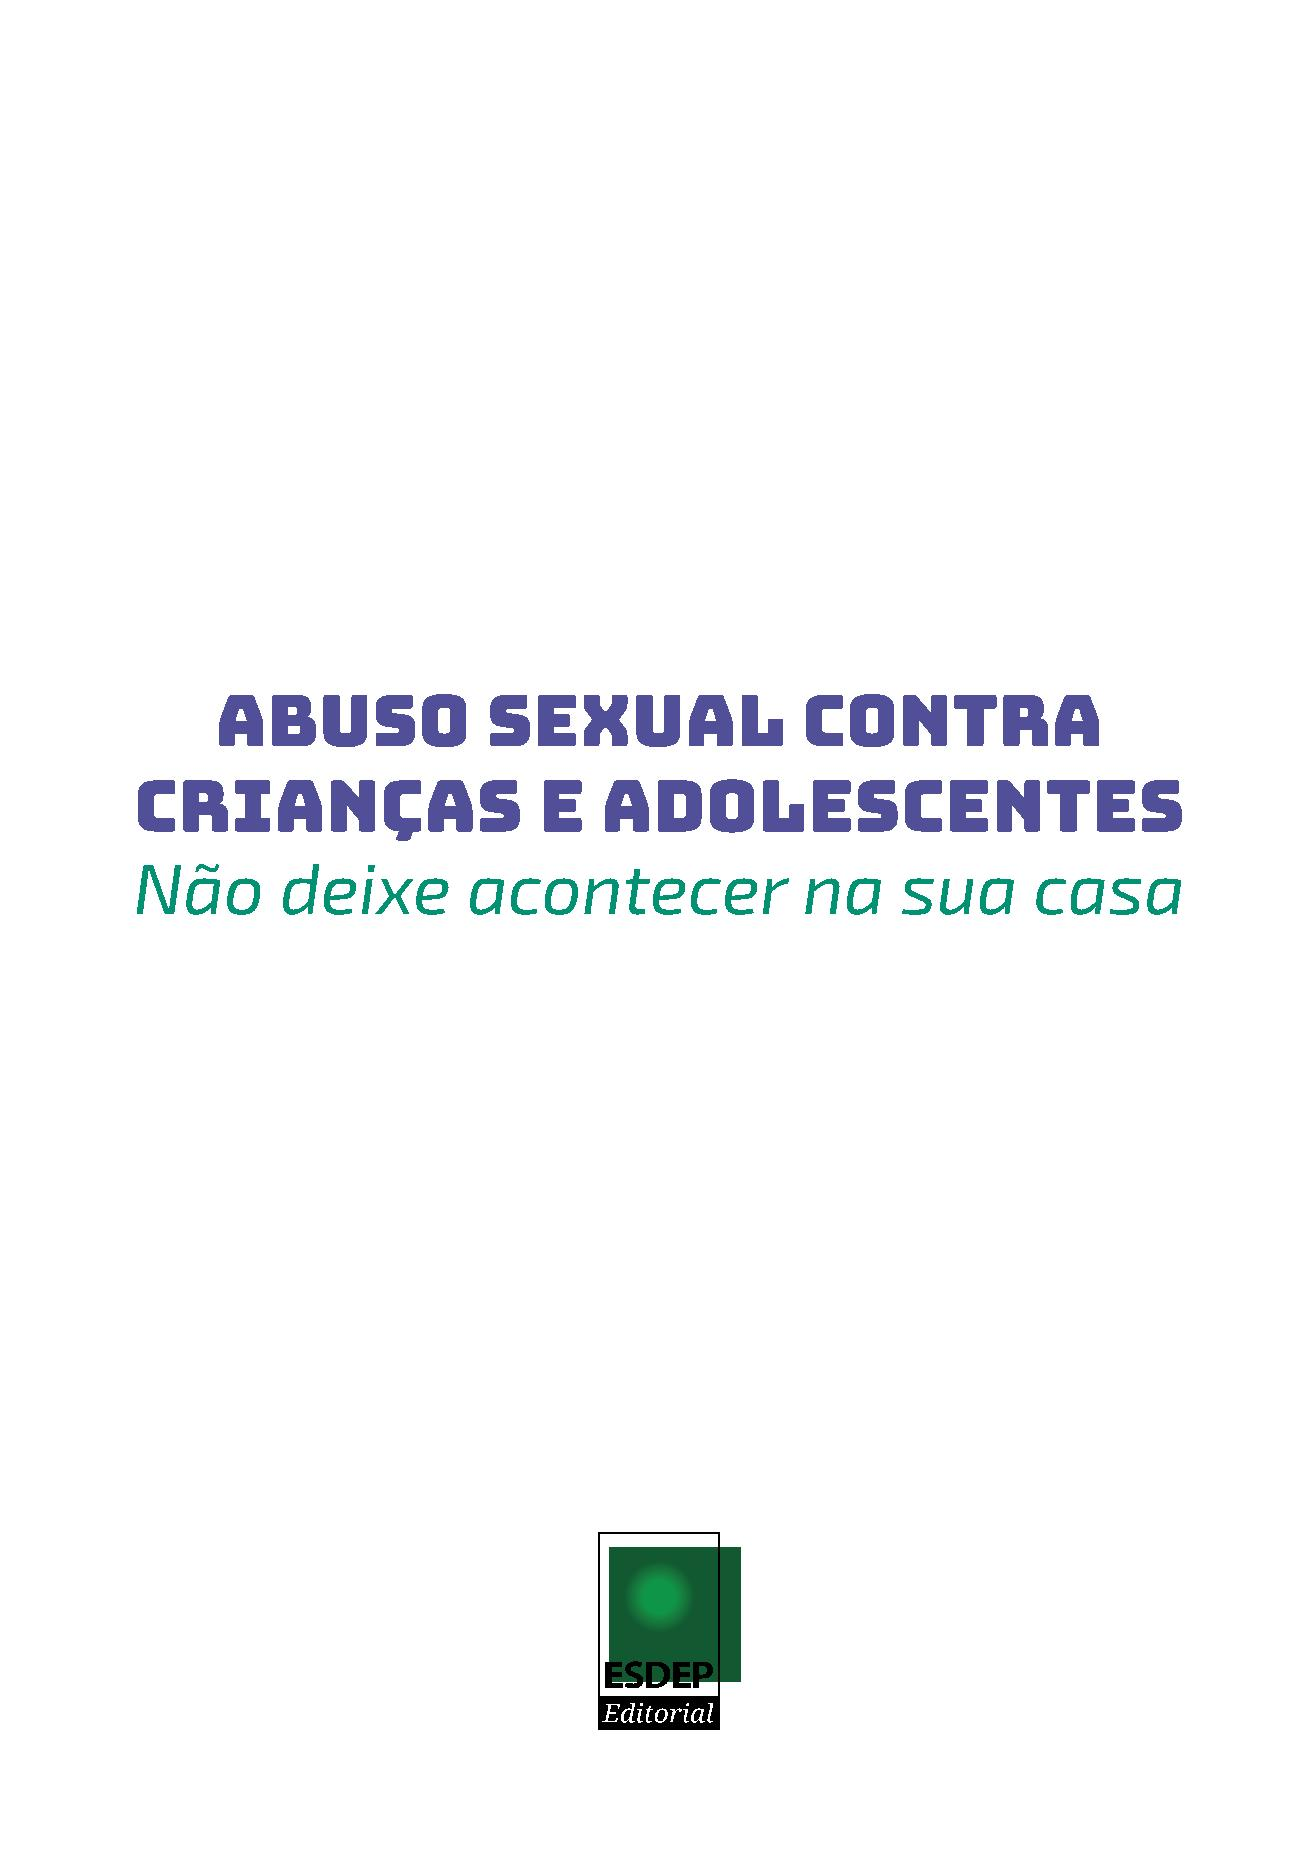 ABUSO SEXUAL CONTRA
CRIANÇAS E ADOLESCENTES
Não deixe acontecer na sua casa
ESDEP
Editorial